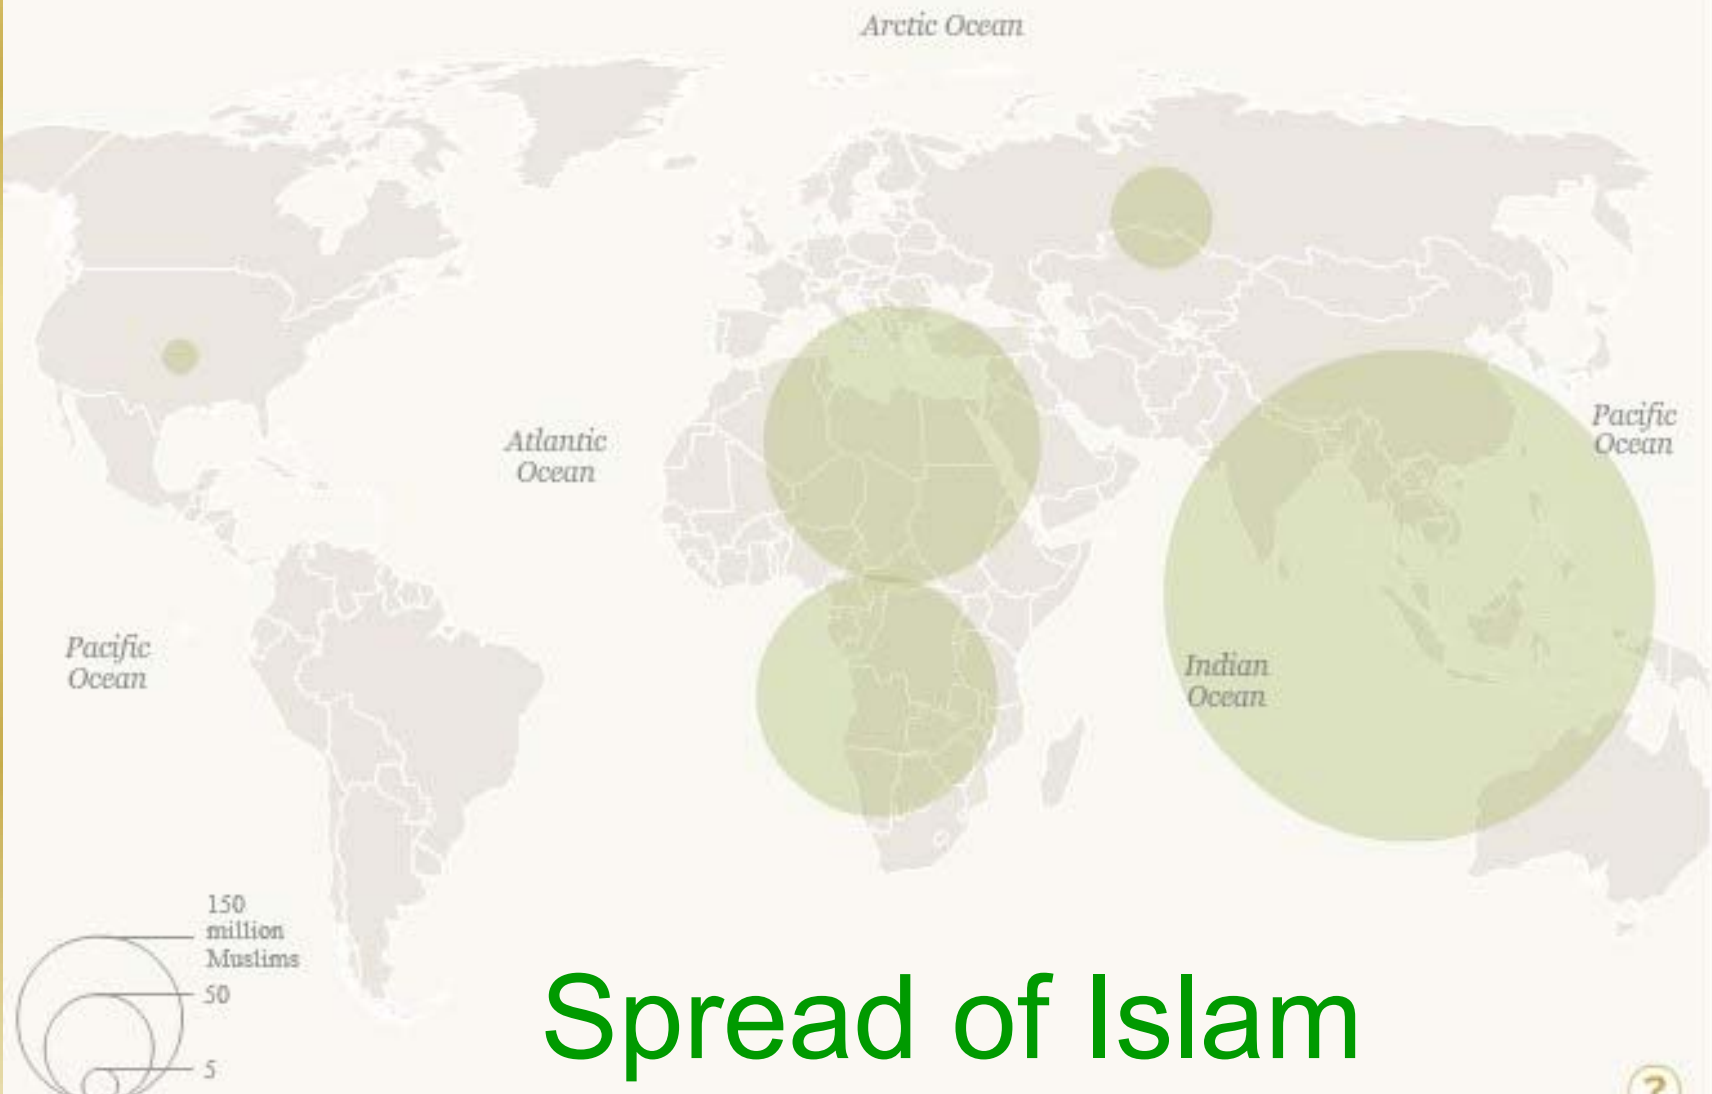 Arctic Ocean
Atlantic
Ocean
Pacific
Ocean
Pacific
Ocean
Indian
Ocean
150
million
Muslims
50
5
Spread of Islam
?